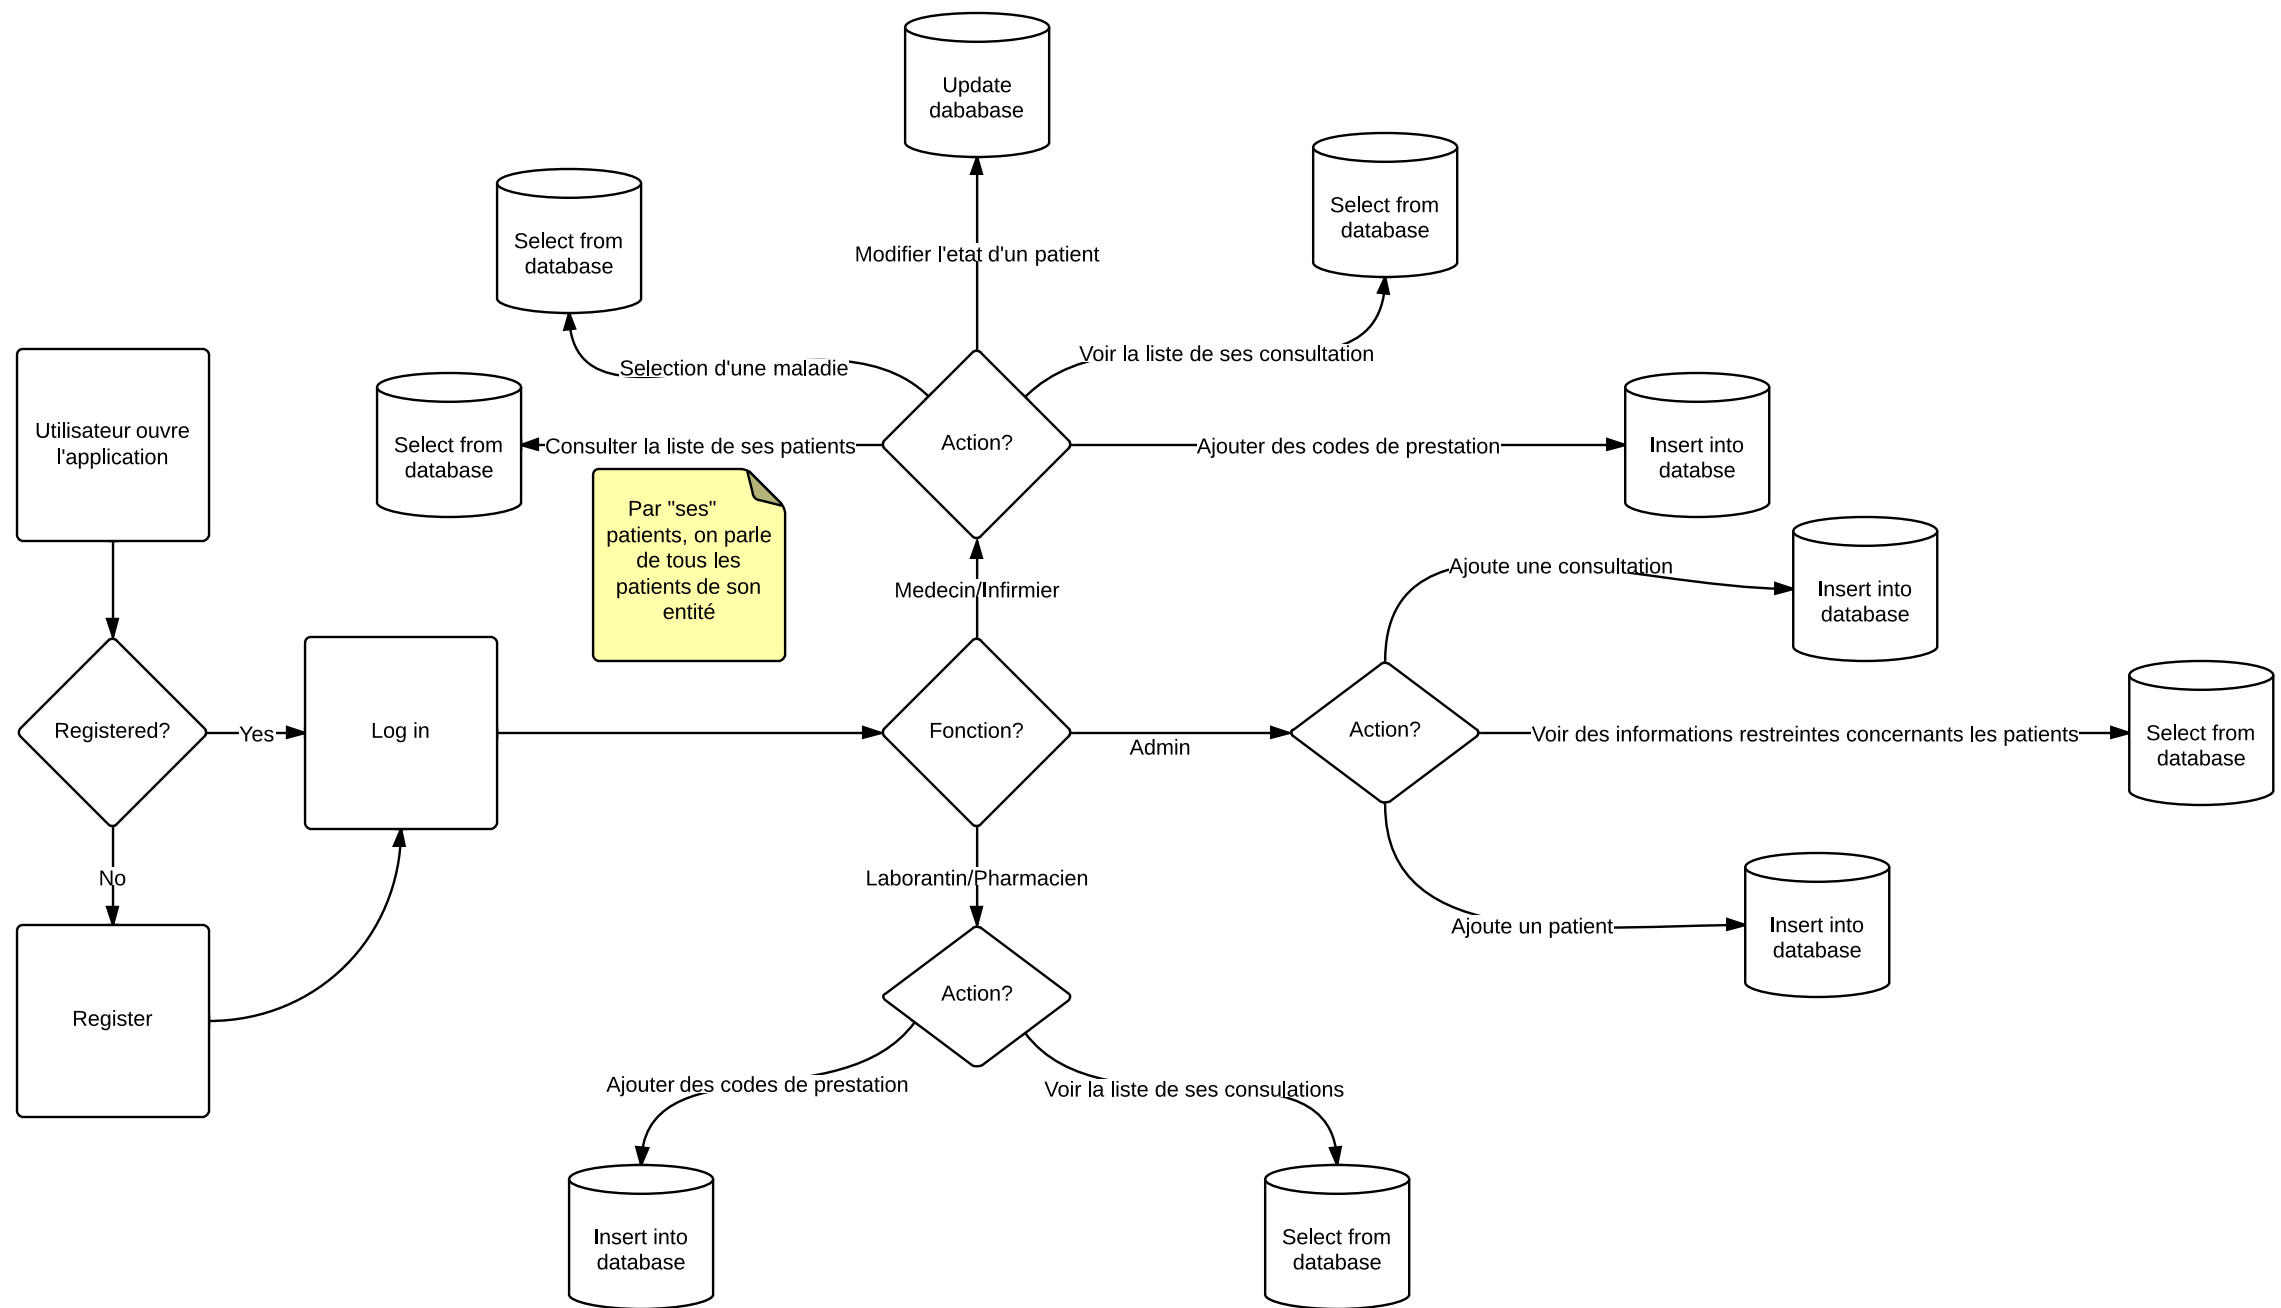 Update
dababase
Select from
database
Select from
database
Modifier l'etat d'un patient
Voir la liste de ses consultation
Selection d'une maladie
Utilisateur ouvre
l'application
Select from
database
Consulter la liste de ses patients
Action?
Ajouter des codes de prestation
Insert into
databse
Par "ses"
patients, on parle
de tous les
patients de son
entité
Medecin/Infirmier
Ajoute une consultation
Insert into
database
Registered?
Yes
Log in
Fonction?
Admin
Action?
Voir des informations restreintes concernants les patients
Select from
database
No
Laborantin/Pharmacien
Ajoute un patient
Insert into
database
Register
Action?
Ajouter des codes de prestation
Voir la liste de ses consulations
Insert into
database
Select from
database